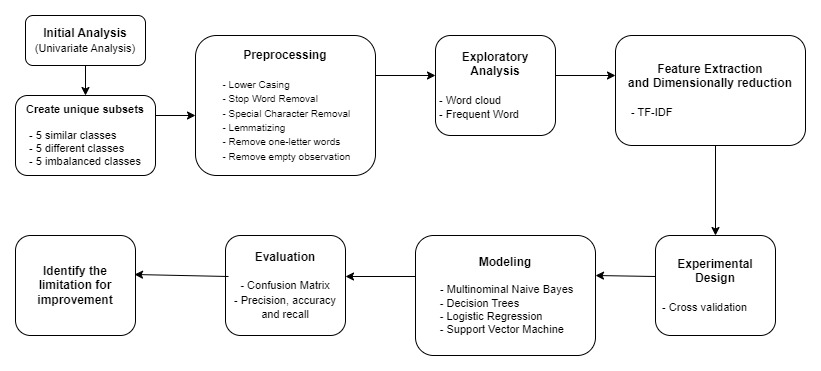 Initial Analysis
(Univariate Analysis)
Create unique subsets
- 5 similar classes
- 5 different classes
- 5 imbalanced classes
Preprocessing
- Lower Casing
- Stop Word Removal
- Special Character Removal
- Lemmatizing
- Remove one-letter words
- Remove empty observation
Exploratory
Analysis
- Word cloud
- Frequent Word
Feature Extraction
and Dimensionally reduction
- TF-IDF
Experimental
Design
- Cross validation
Modeling
- Multinominal Naive Bayes
- Decision Trees
- Logistic Regression
- Support Vector Machine
Evaluation
- Confusion Matrix
- Precision, accuracy
and recall
Identify the
limitation for
improvement